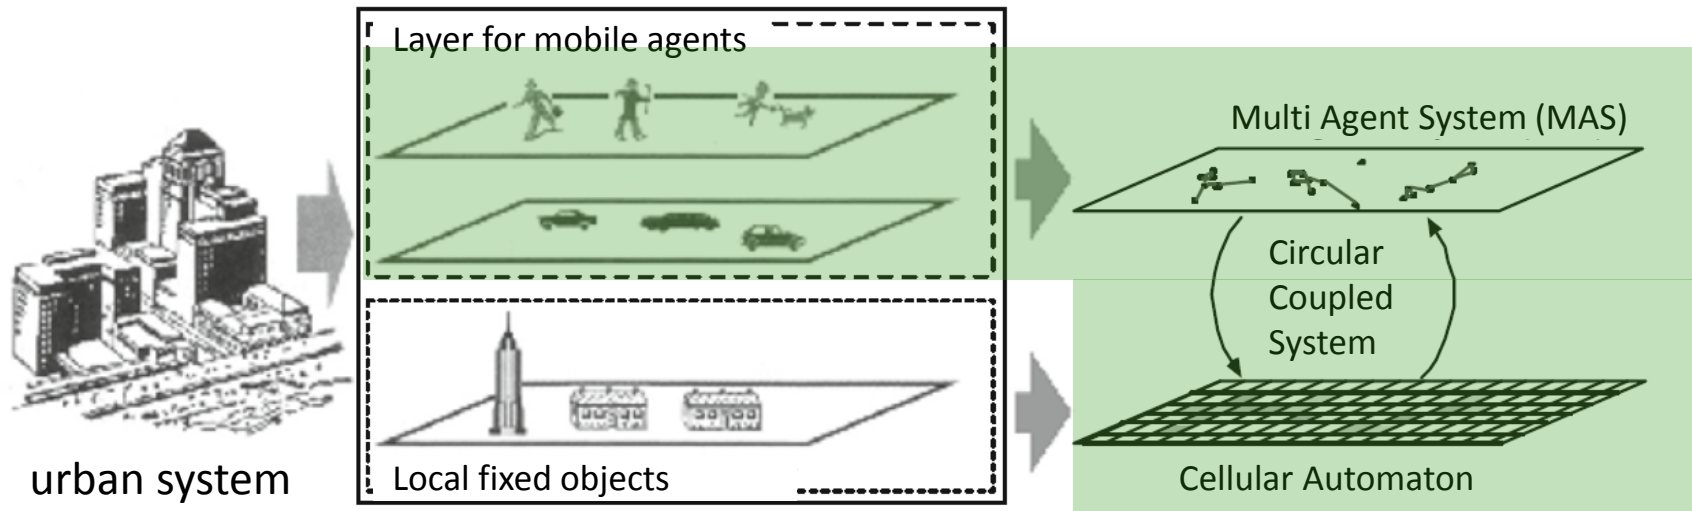 Layer for mobile agents
Multi Agent System (MAS)
Circular
Coupled
System
urban system
Local fixed objects
Cellular Automaton